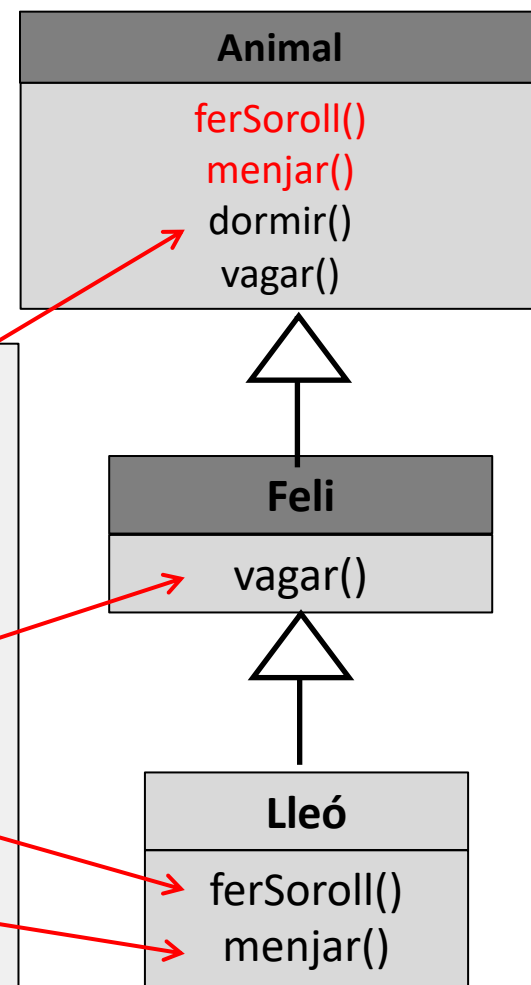 Animal
ferSoroll()
menjar()
dormir()
vagar()
Feli
vagar()
Lleó
ferSoroll()
menjar()